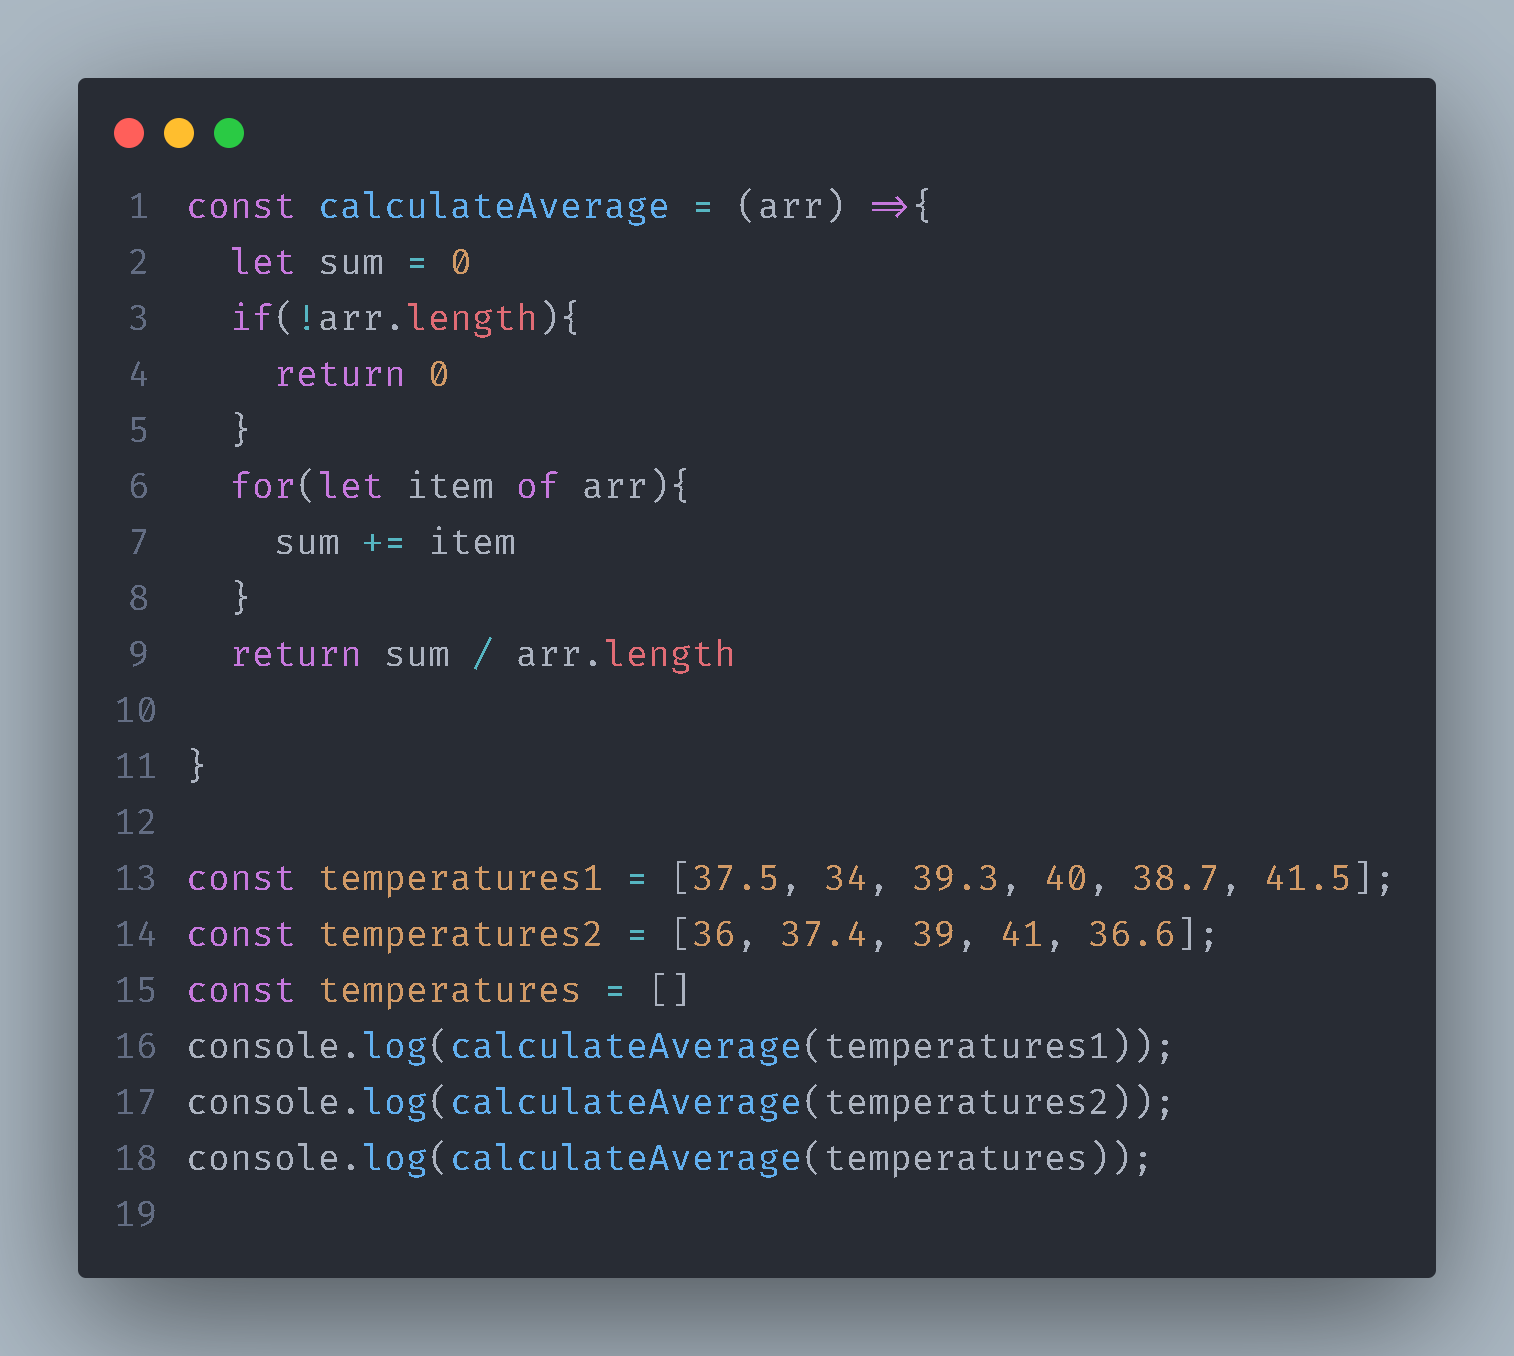 1 const calculateAverage = (arr) =>{
2   let sum = 0
3   if(!arr.length){
4     return 0
5   }
6   for(let item of arr){
7     sum += item
8   }
9   return sum / arr.length
10
11 }
12
13 const temperatures1 = [37.5, 34, 39.3, 40, 38.7, 41.5];
14 const temperatures2 = [36, 37.4, 39, 41, 36.6];
15 const temperatures = []
16 console.log(calculateAverage(temperatures1));
17 console.log(calculateAverage(temperatures2));
18 console.log(calculateAverage(temperatures));
19